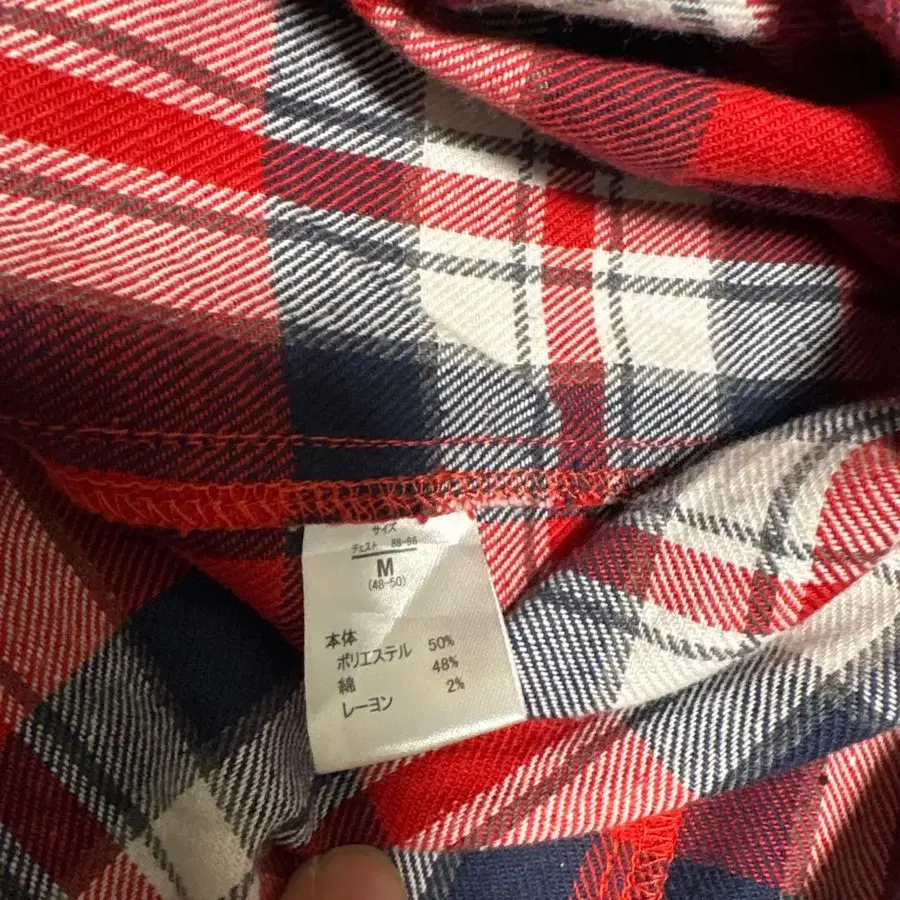 サイズ
チェスト 88-96
M
(48-50)
本体
ポリエステル 50%
綿 48%
レーヨン 2%